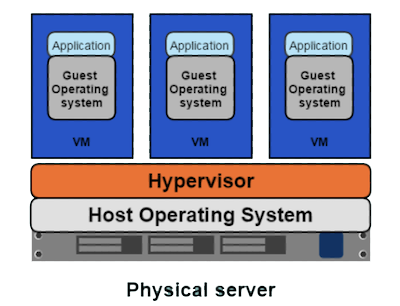 Application
Guest
Operating
system
VM
Application
Guest
Operating
system
VM
Application
Guest
Operating
system
VM
Hypervisor
Host Operating System
Physical server